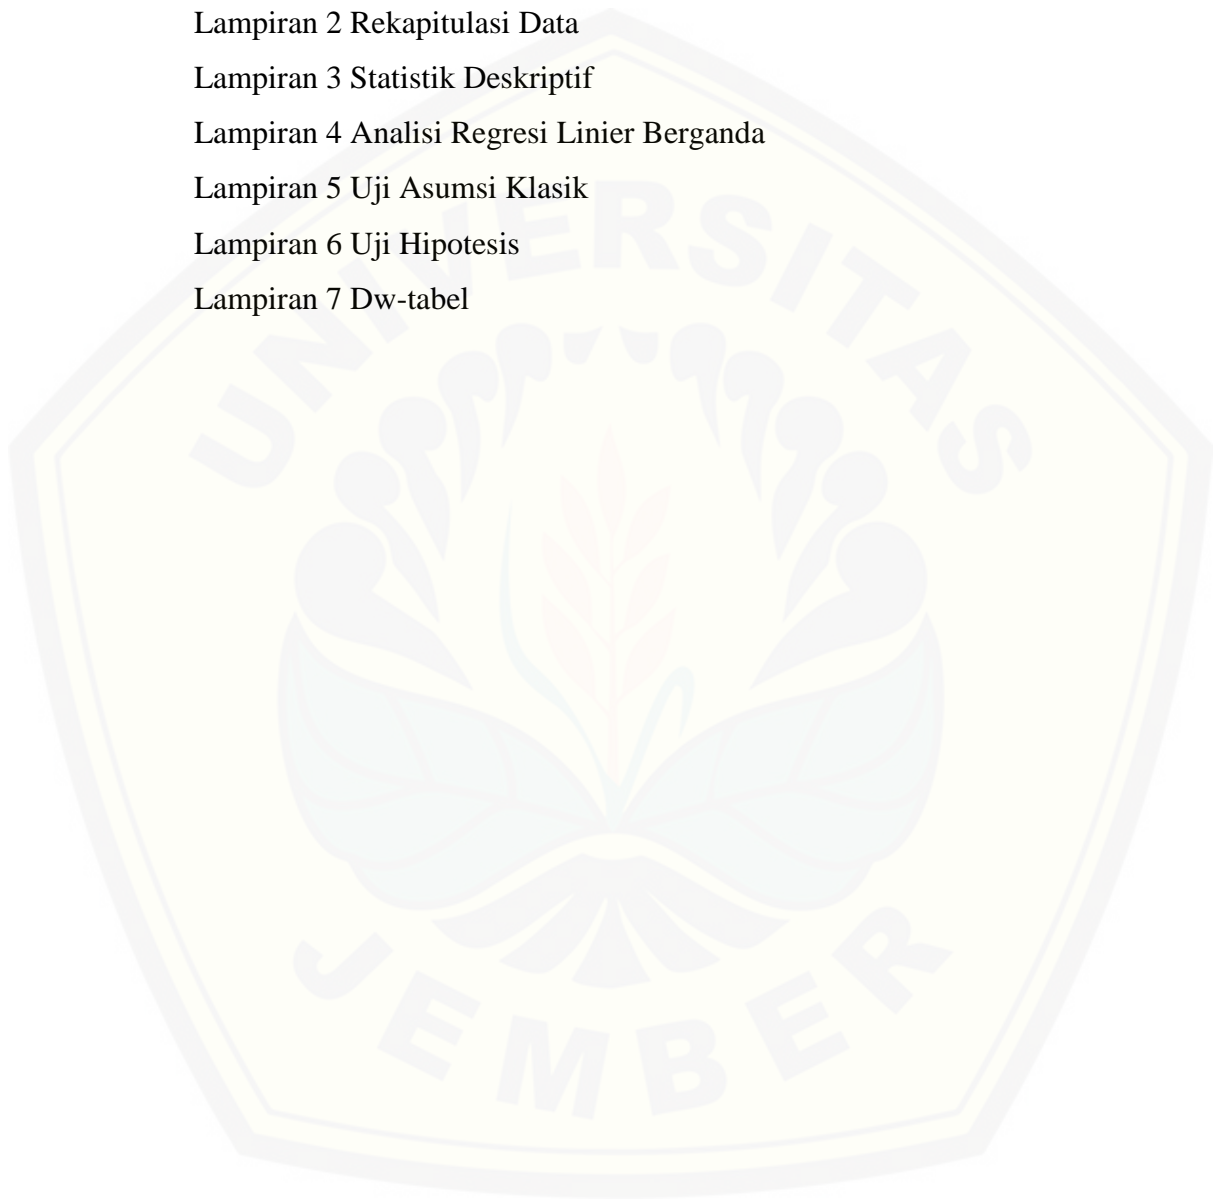 Lampiran 2 Rekapitulasi Data
Lampiran 3 Statistik Deskriptif
Lampiran 4 Analisi Regresi Linier Berganda
Lampiran 5 Uji Asumsi Klasik
Lampiran 6 Uji Hipotesis
Lampiran 7 Dw-tabel
UNIVERSITAS
JEMBER